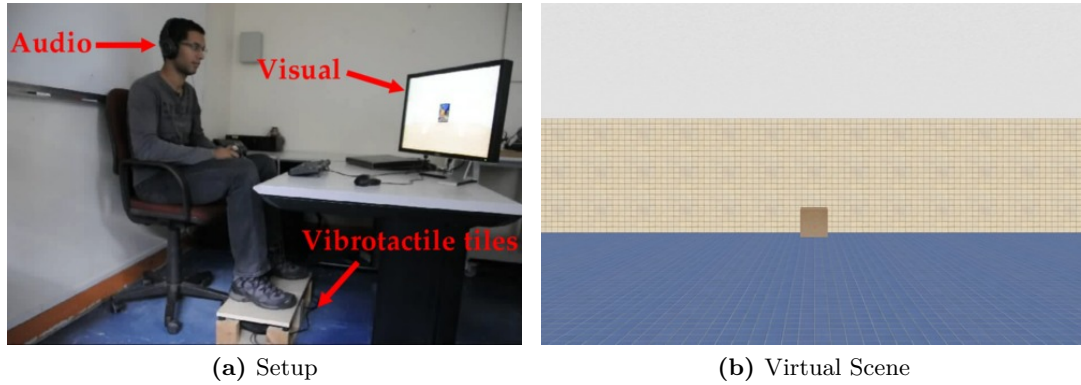 Audio
Visual
Vibrotactile tiles
(a) Setup
(b) Virtual Scene